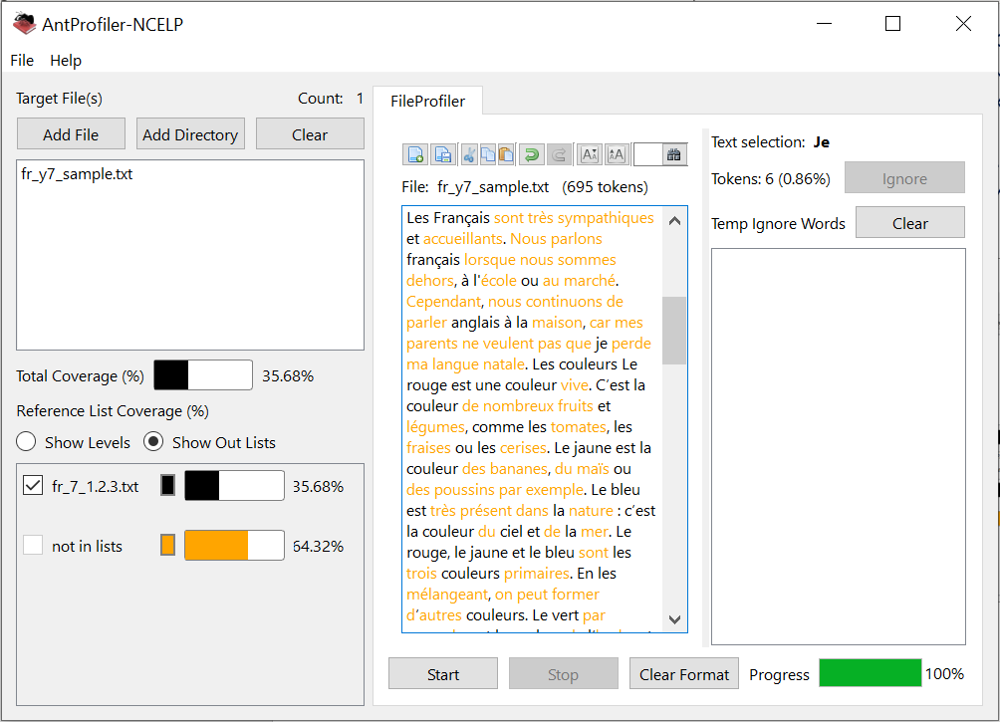 AntProfiler-NCELP
File Help
Target File(s) Count: 1
Add File Add Directory Clear
fr_y7_sample.txt
Total Coverage (%) 35.68%
Reference List Coverage (%)
Show Levels Show Out Lists
fr_7_1.2.3.txt 35.68%
not in lists 64.32%
FileProfiler
File: fr_y7_sample.txt (695 tokens)
Les Français sont très sympathiques
et accueillants. Nous parlons
français lorsque nous sommes
dehors, à l'école ou au marché.
Cependant, nous continuons de
parler anglais à la maison, car mes
parents ne veulent pas que je perde
ma langue natale. Les couleurs Le
rouge est une couleur vive. C’est la
couleur de nombreux fruits et
légumes, comme les tomates, les
fraises ou les cerises. Le jaune est la
couleur des bananes, du maïs ou
des poussins par exemple. Le bleu
est très présent dans la nature : c’est
la couleur du ciel et de la mer. Le
rouge, le jaune et le bleu sont les
trois couleurs primaires. En les
mélangeant, on peut former
d’autres couleurs. Le vert par
Text selection: Je
Tokens: 6 (0.86%) Ignore
Temp Ignore Words Clear
Start Stop Clear Format Progress 100%